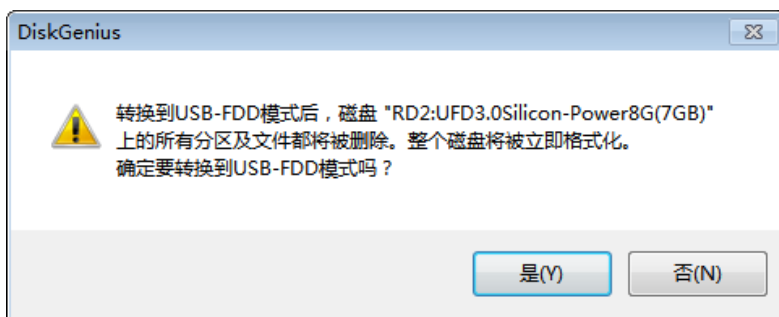 DiskGenius
转换到USB-FDD模式后，磁盘 "RD2:UFD3.0Silicon-Power8G(7GB)"
上的所有分区及文件都将被删除。整个磁盘将被立即格式化。
确定要转换到USB-FDD模式吗？
是(Y) 否(N)